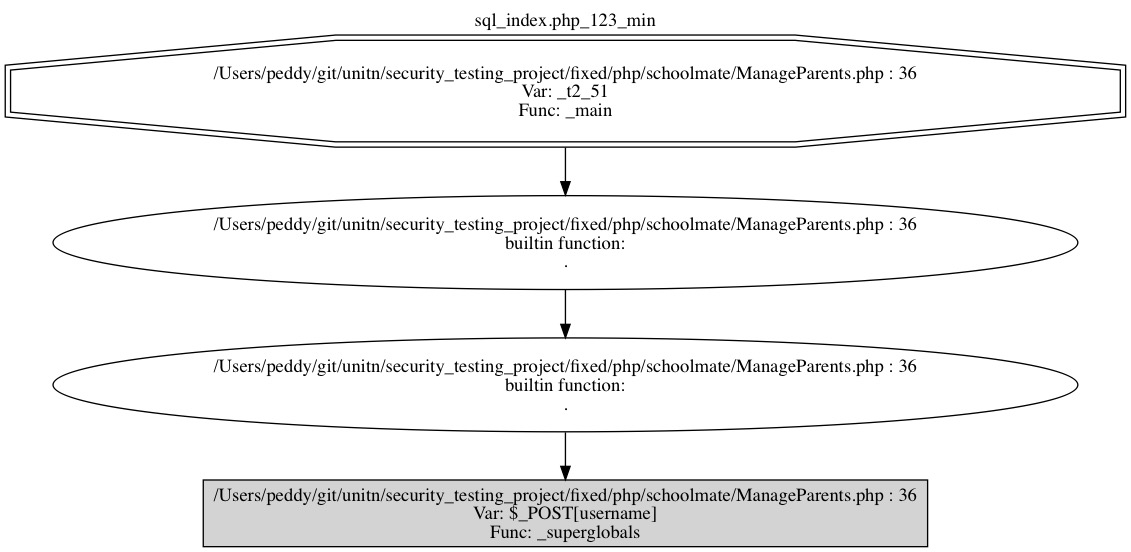 sql_index.php_123_min
/Users/peddy/git/unitn/security_testing_project/fixed/php/schoolmate/ManageParents.php : 36
Var: _t2_51
Func: _main
/Users/peddy/git/unitn/security_testing_project/fixed/php/schoolmate/ManageParents.php : 36
builtin function:
.
/Users/peddy/git/unitn/security_testing_project/fixed/php/schoolmate/ManageParents.php : 36
builtin function:
.
/Users/peddy/git/unitn/security_testing_project/fixed/php/schoolmate/ManageParents.php : 36
Var: $_POST[username]
Func: _superglobals